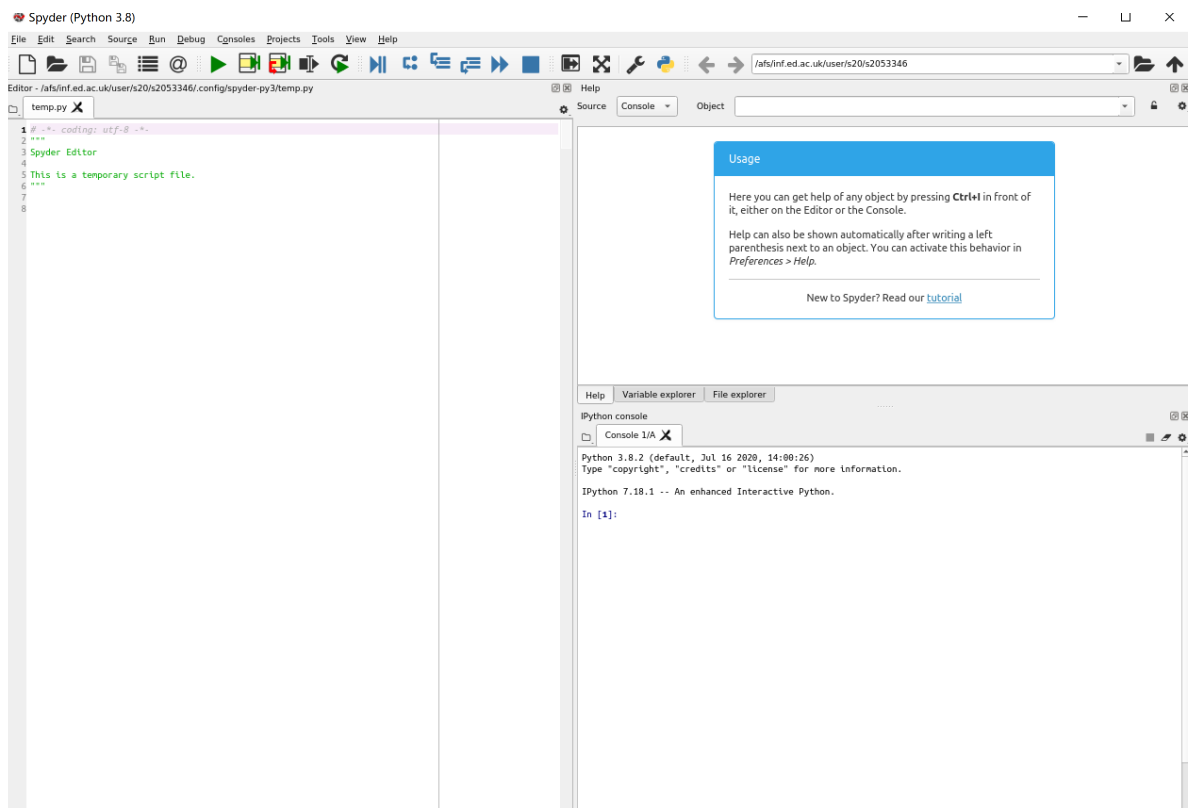 Spyder (Python 3.8)
File Edit Search Source Run Debug Consoles Projects Tools View Help
/afs/inf.ed.ac.uk/user/s20/s2053346
Editor - /afs/inf.ed.ac.uk/user/s20/s2053346/.config/spyder-py3/temp.py
temp.py
1 # -*- coding: utf-8 -*-
2 """
3 Spyder Editor
4
5 This is a temporary script file.
6 """
7
8
Help
Source Console Object
Usage
Here you can get help of any object by pressing Ctrl+I in front of
it, either on the Editor or the Console.
Help can also be shown automatically after writing a left
parenthesis next to an object. You can activate this behavior in
Preferences > Help.
New to Spyder? Read our tutorial
Help Variable explorer File explorer
IPython console
Console 1/A
Python 3.8.2 (default, Jul 16 2020, 14:00:26)
Type "copyright", "credits" or "license" for more information.
IPython 7.18.1 -- An enhanced Interactive Python.
In [1]: